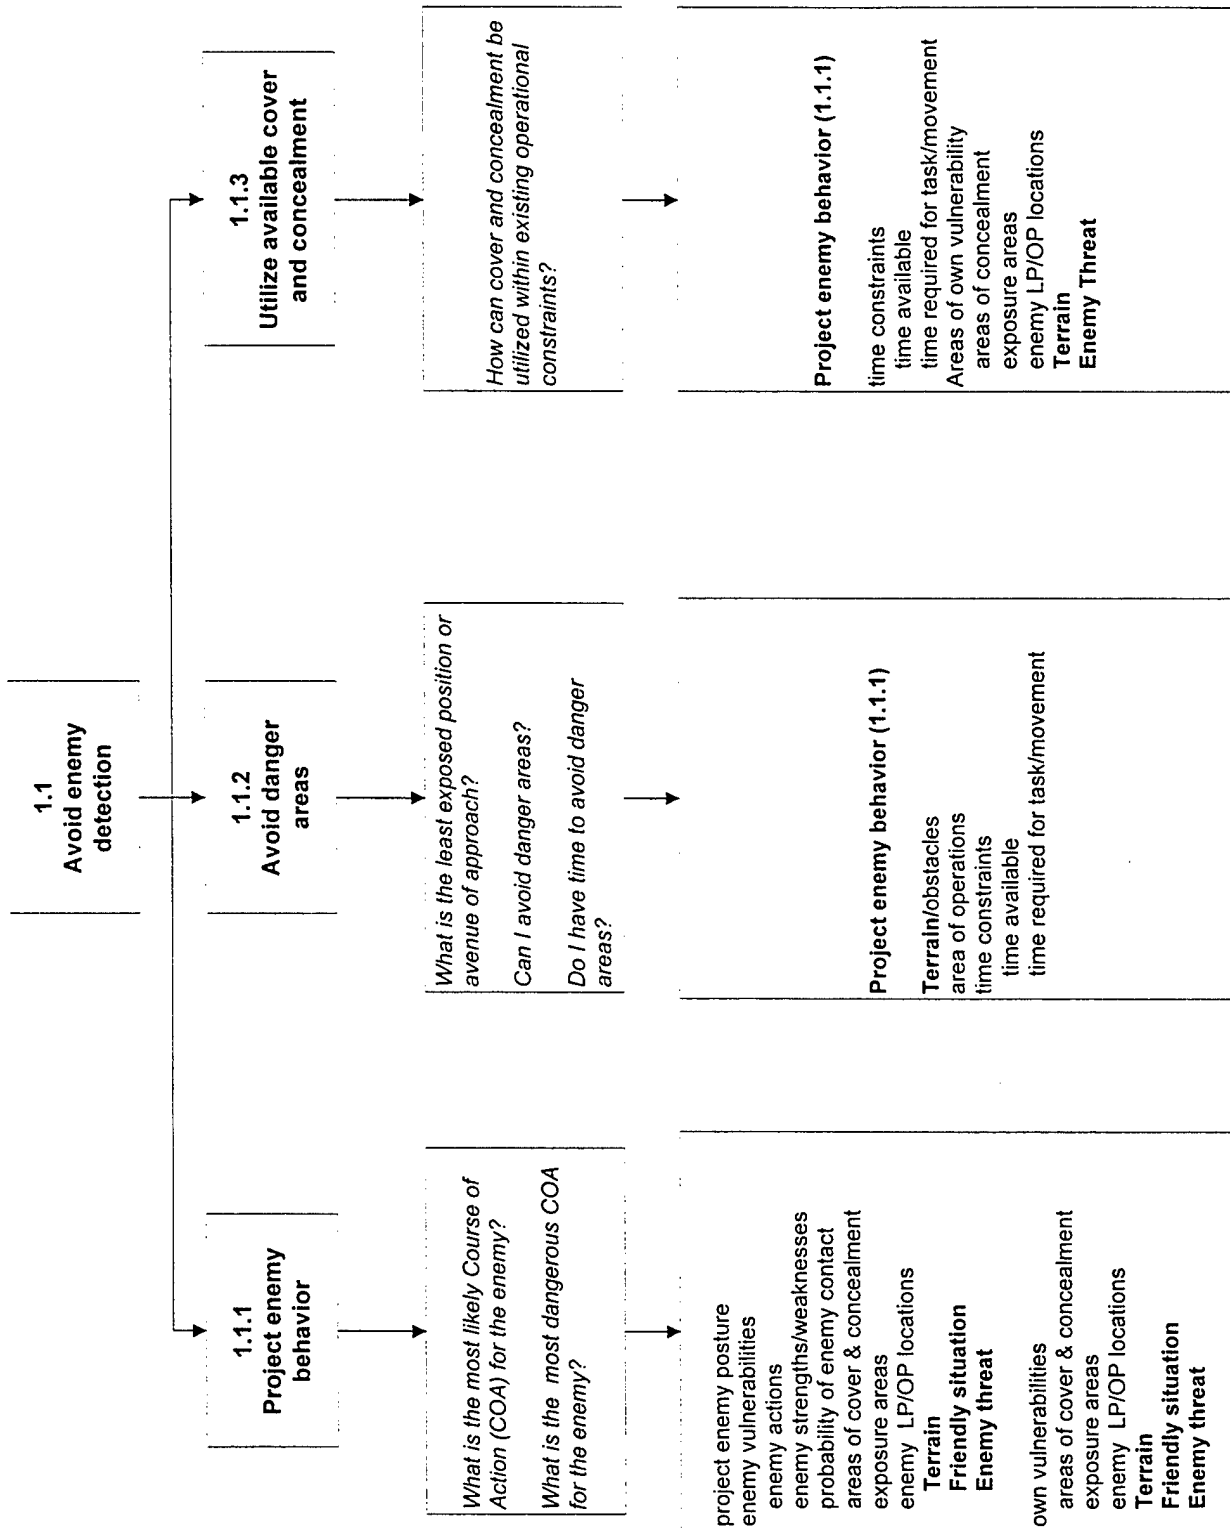 1.1
Avoid enemy
detection
1.1.1
Project enemy
behavior
What is the most likely Course of
Action (COA) for the enemy?
What is the most dangerous COA
for the enemy?
project enemy posture
enemy vulnerabilities
enemy actions
enemy strengths/weaknesses
probability of enemy contact
areas of cover & concealment
exposure areas
enemy LP/OP locations
Terrain
Friendly situation
Enemy threat
own vulnerabilities
areas of cover & concealment
exposure areas
enemy LP/OP locations
Terrain
Friendly situation
Enemy threat
1.1.2
Avoid danger
areas
What is the least exposed position or
avenue of approach?
Can I avoid danger areas?
Do I have time to avoid danger
areas?
Project enemy behavior (1.1.1)
Terrain/obstacles
area of operations
time constraints
time available
time required for task/movement
1.1.3
Utilize available cover
and concealment
How can cover and concealment be
utilized within existing operational
constraints?
Project enemy behavior (1.1.1)
time constraints
time available
time required for task/movement
Areas of own vulnerability
areas of concealment
exposure areas
enemy LP/OP locations
Terrain
Enemy Threat